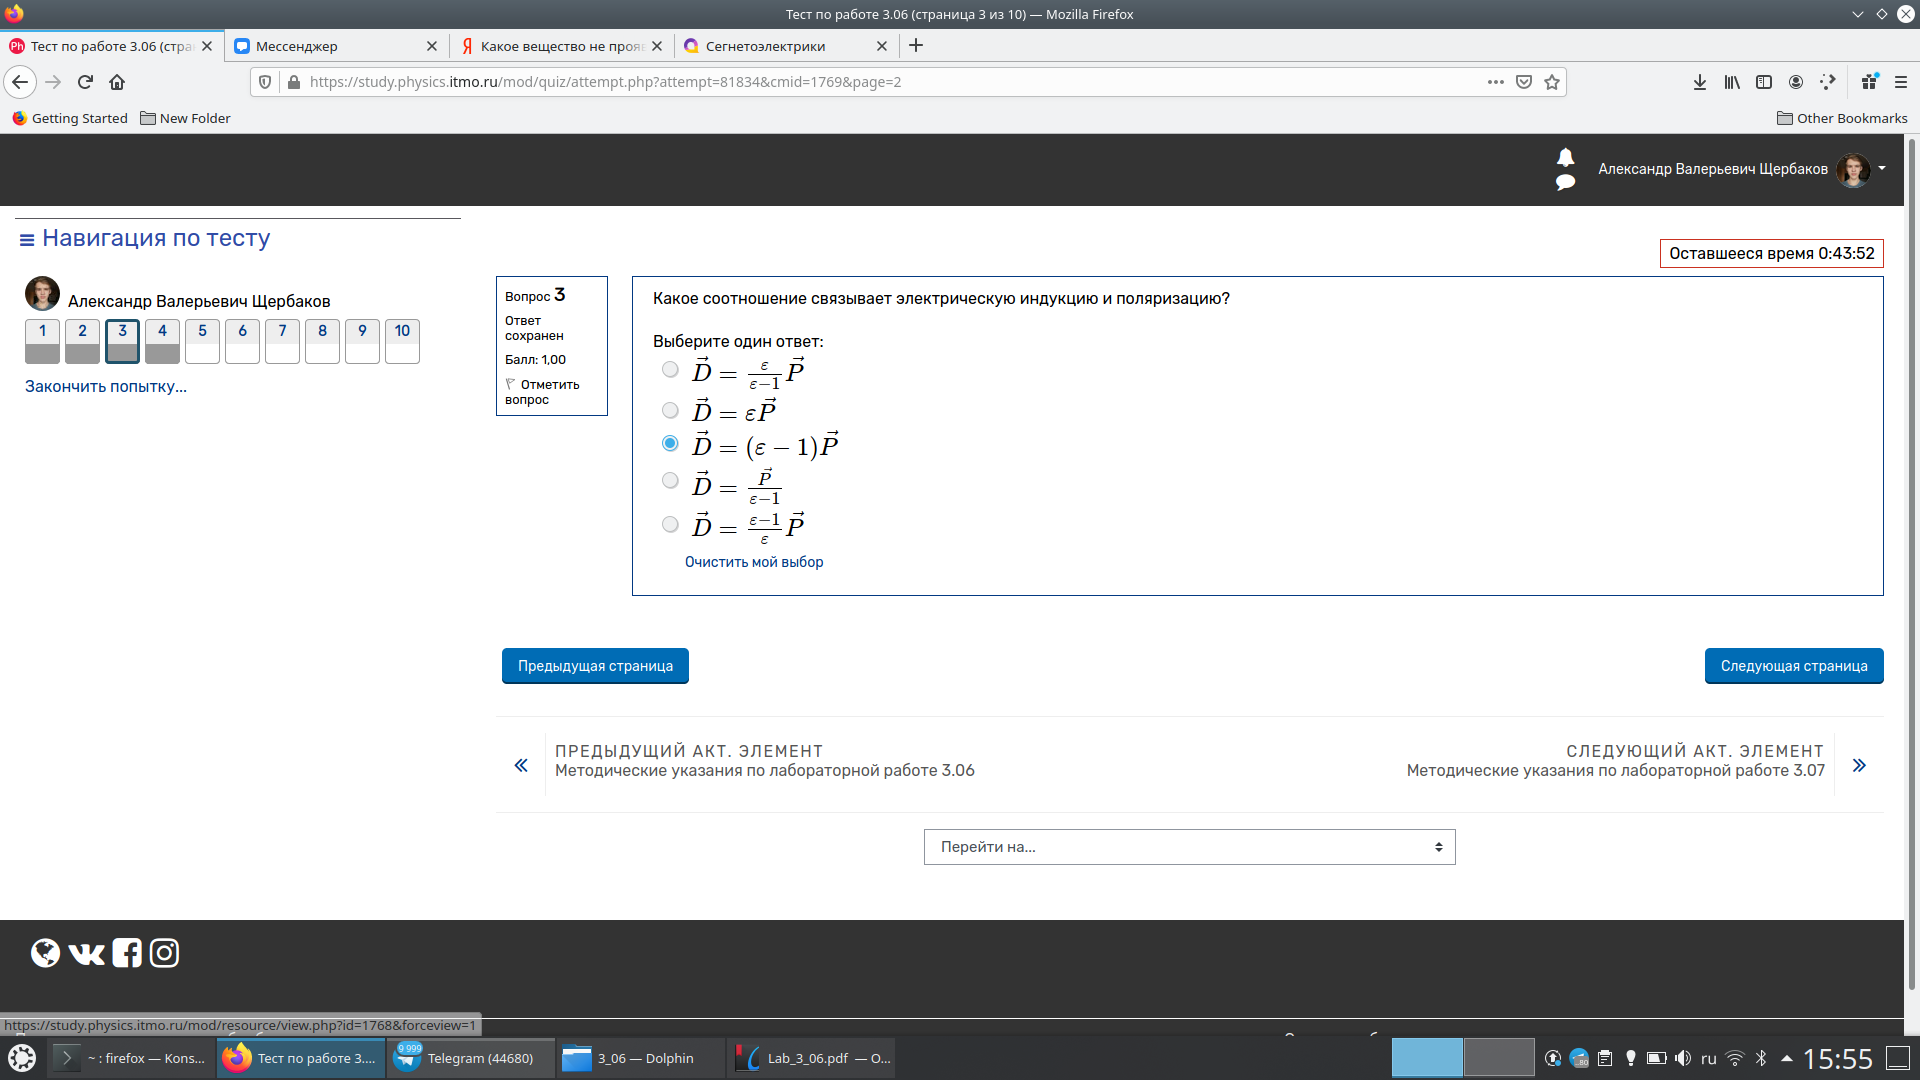 Тест по работе 3.06 (страница 3 из 10) — Mozilla Firefox
Тест по работе 3.06 (стра
Мессенджер
Какое вещество не проя
Сегнетоэлектрики
https://study.physics.itmo.ru/mod/quiz/attempt.php?attempt=81834&cmid=1769&page=2
Getting Started
New Folder
Other Bookmarks
Александр Валерьевич Щербаков
Навигация по тесту
Оставшееся время 0:43:52
Александр Валерьевич Щербаков
1 2 3 4 5 6 7 8 9 10
Закончить попытку...
Вопрос 3
Ответ
сохранен
Балл: 1,00
Отметить
вопрос
Какое соотношение связывает электрическую индукцию и поляризацию?
Выберите один ответ:
$\vec{D} = \frac{\varepsilon}{\varepsilon-1}\vec{P}$
$\vec{D} = \varepsilon\vec{P}$
$\vec{D} = (\varepsilon - 1)\vec{P}$
$\vec{D} = \frac{\vec{P}}{\varepsilon-1}$
$\vec{D} = \frac{\varepsilon-1}{\varepsilon}\vec{P}$
Очистить мой выбор
Предыдущая страница
Следующая страница
ПРЕДЫДУЩИЙ АКТ. ЭЛЕМЕНТ
Методические указания по лабораторной работе 3.06
СЛЕДУЮЩИЙ АКТ. ЭЛЕМЕНТ
Методические указания по лабораторной работе 3.07
Перейти на...
https://study.physics.itmo.ru/mod/resource/view.php?id=1768&forceview=1
~ : firefox — Kons...
Тест по работе 3....
9 999
Telegram (44680)
3_06 — Dolphin
Lab_3_06.pdf — O...
ru
15:55